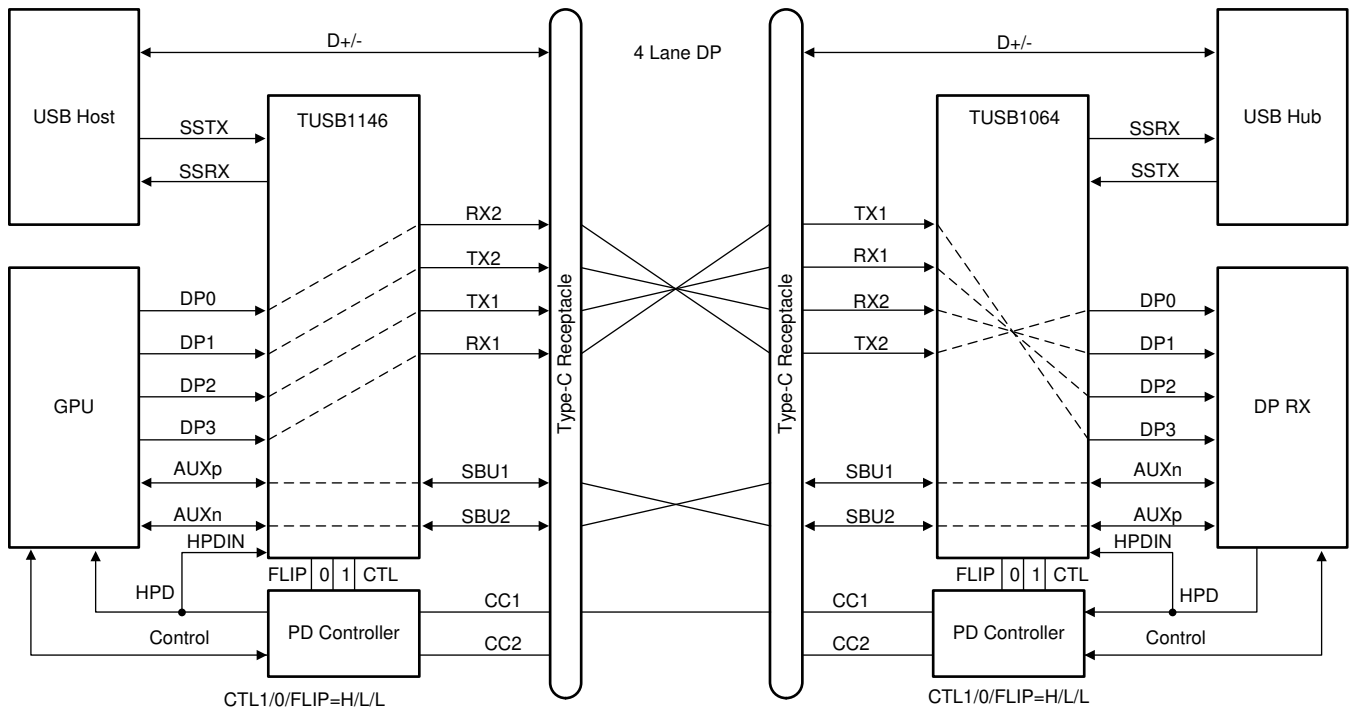 D+/-
4 Lane DP
D+/-
USB Host
TUSB1146
TUSB1064
USB Hub
SSTX
SSRX
SSRX
SSTX
RX2
TX2
TX1
RX1
TX1
RX1
RX2
TX2
Type-C Receptacle
Type-C Receptacle
GPU
DP0
DP1
DP2
DP3
AUXp
AUXn
DP RX
DP0
DP1
DP2
DP3
AUXn
AUXp
SBU1
SBU2
SBU1
SBU2
HPDIN
HPDIN
FLIP 0 1 CTL
FLIP 0 1 CTL
HPD
HPD
Control
Control
PD Controller
PD Controller
CC1
CC2
CC1
CC2
CTL1/0/FLIP=H/L/L
CTL1/0/FLIP=H/L/L